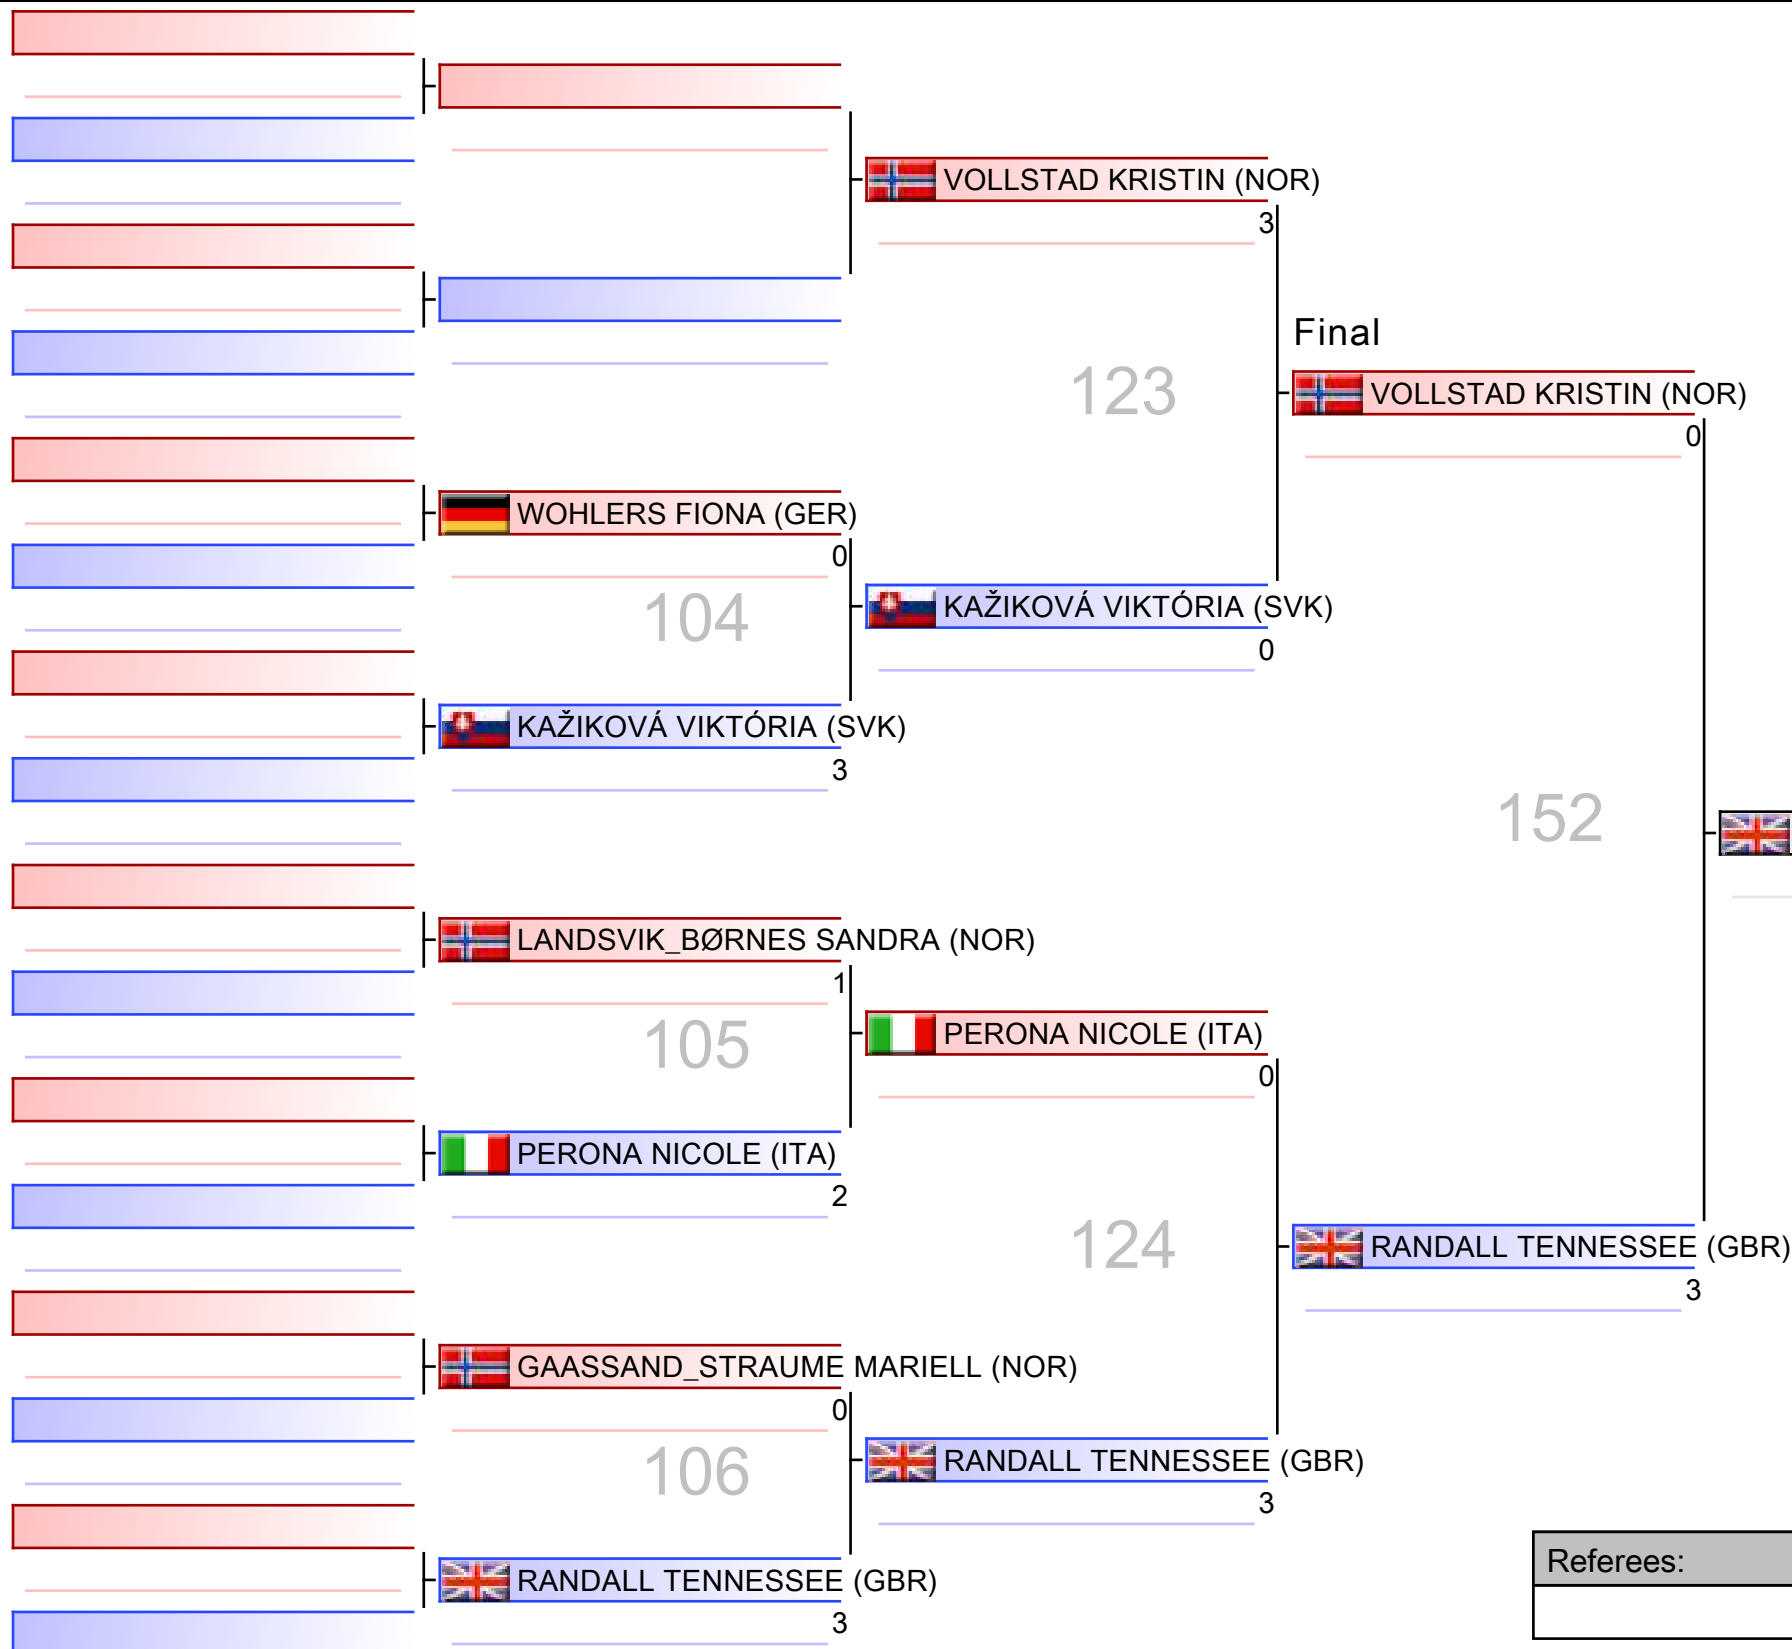 VOLLSTAD KRISTIN (NOR)
3
Final
123
VOLLSTAD KRISTIN (NOR)
0
WOHLERS FIONA (GER)
0
104
KAŽIKOVÁ VIKTÓRIA (SVK)
0
KAŽIKOVÁ VIKTÓRIA (SVK)
3
152
LANDSVIK_BØRNES SANDRA (NOR)
1
105
PERONA NICOLE (ITA)
0
PERONA NICOLE (ITA)
2
124
RANDALL TENNESSEE (GBR)
3
GAASSAND_STRAUME MARIELL (NOR)
0
106
RANDALL TENNESSEE (GBR)
3
RANDALL TENNESSEE (GBR)
3
Referees: